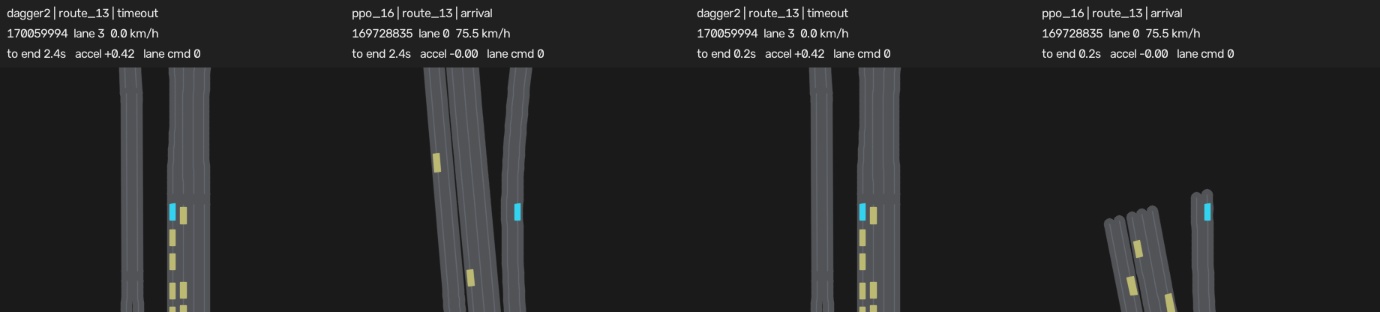 dagger2 | route_13 | timeout
170059994 lane 3 0.0 km/h
to end 2.4s accel +0.42 lane cmd 0
ppo_16 | route_13 | arrival
169728835 lane 0 75.5 km/h
to end 2.4s accel -0.00 lane cmd 0
dagger2 | route_13 | timeout
170059994 lane 3 0.0 km/h
to end 0.2s accel +0.42 lane cmd 0
ppo_16 | route_13 | arrival
169728835 lane 0 75.5 km/h
to end 0.2s accel -0.00 lane cmd 0